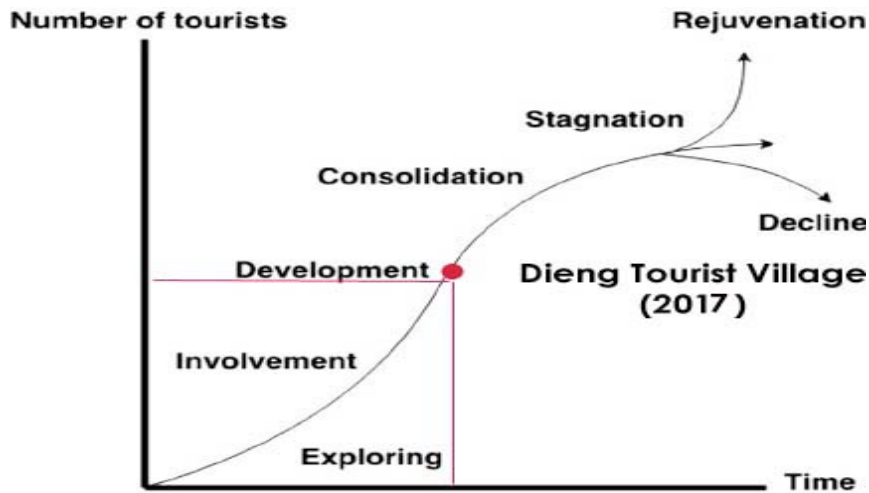 Number of tourists
Rejuvenation
Stagnation
Consolidation
Decline
Development
Dieng Tourist Village
(2017)
Involvement
Exploring
Time